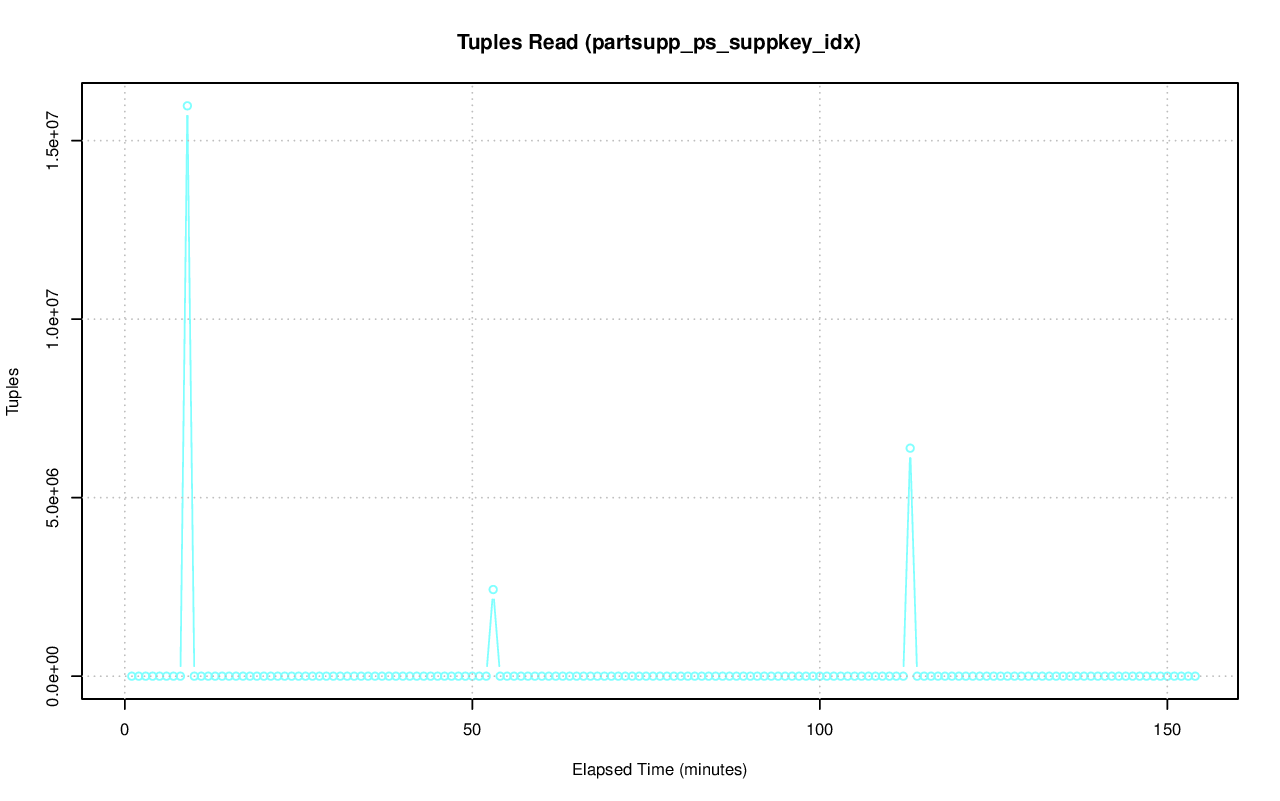 Tuples Read (partsupp_ps_suppkey_idx)
1.5e+07
1.0e+07
5.0e+06
0.0e+00
Tuples
0 50 100 150
Elapsed Time (minutes)